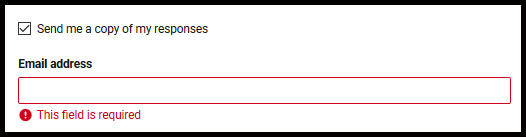 Send me a copy of my responses
Email address
This field is required